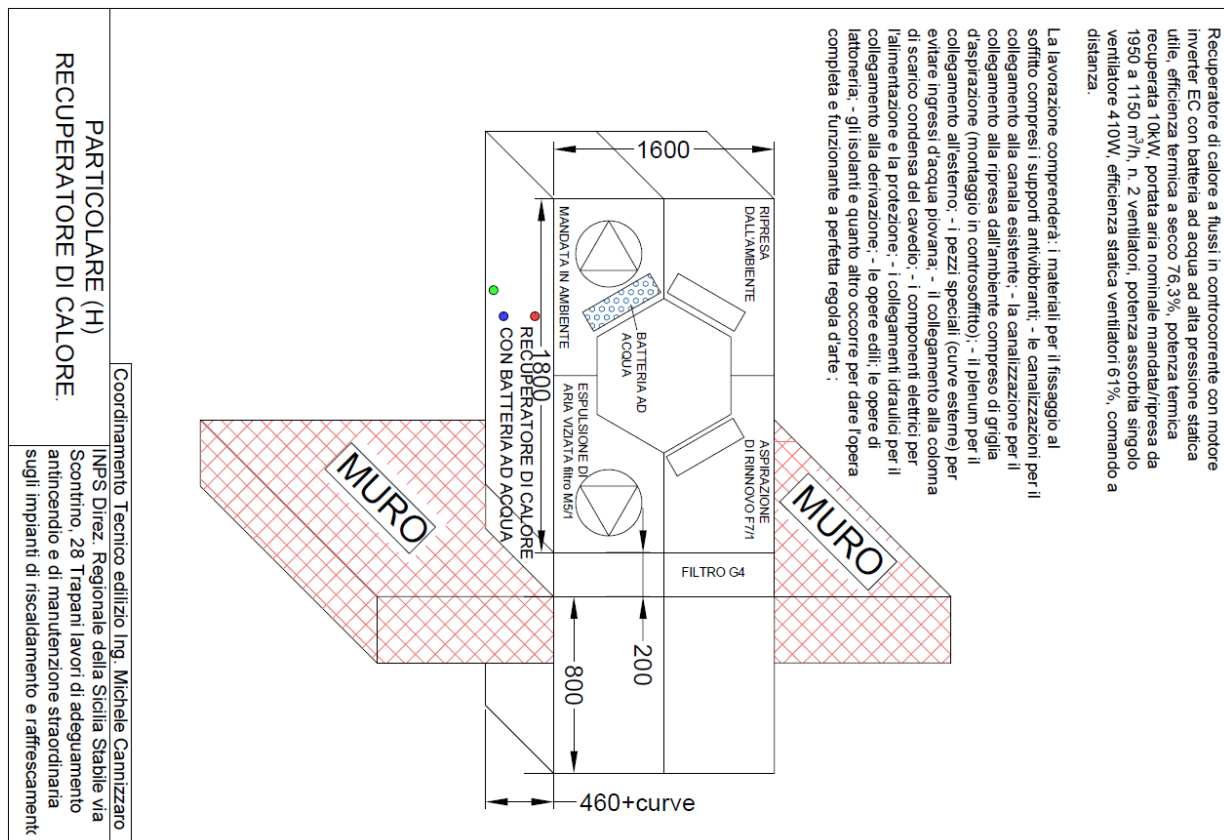 Recuperatore di calore a flussi in controcorrente con motore
inverter EC con batteria ad acqua ad alta pressione statica
utile, efficienza termica a secco 76,3%, potenza termica
recuperata 10kW, portata aria nominale mandata/ripresa da
1950 a 1150 m³/h, n. 2 ventilatori, potenza assorbita singolo
ventilatore 410W, efficienza statica ventilatori 61%, comando a
distanza.
La lavorazione comprenderà: i materiali per il fissaggio al
soffitto compresi i supporti antivibranti; - le canalizzazioni per il
collegamento alla canala esistente; - la canalizzazione per il
collegamento alla ripresa dall'ambiente compreso di griglia
d'aspirazione (montaggio in controsoffitto); - il plenum per il
collegamento all'esterno; - i pezzi speciali (curve esterne) per
evitare ingressi d'acqua piovana; - il collegamento alla colonna
di scarico condensa del cavedio; - i componenti elettrici per
l'alimentazione e la protezione; - i collegamenti idraulici per il
collegamento alla derivazione; - le opere edili; le opere di
lattoneria; - gli isolanti e quanto altro occorre per dare l'opera
completa e funzionante a perfetta regola d'arte ;
1600
RIPRESA
DALL'AMBIENTE
ASPIRAZIONE
DI RINNOVO F7/1
MURO
FILTRO G4
BATTERIA AD
ACQUA
MANDATA IN AMBIENTE
ESPULSIONE DI
ARIA VIZIATA filtro M5/1
1800
200
800
460+curve
RECUPERATORE DI CALORE
CON BATTERIA AD ACQUA
MURO
PARTICOLARE (H)
RECUPERATORE DI CALORE.
Coordinamento Tecnico edilizio Ing. Michele Cannizzaro
INPS Direz. Regionale della Sicilia Stabile via
Scontrino, 28 Trapani lavori di adeguamento
antincendio e di manutenzione straordinaria
sugli impianti di riscaldamento e raffrescamento